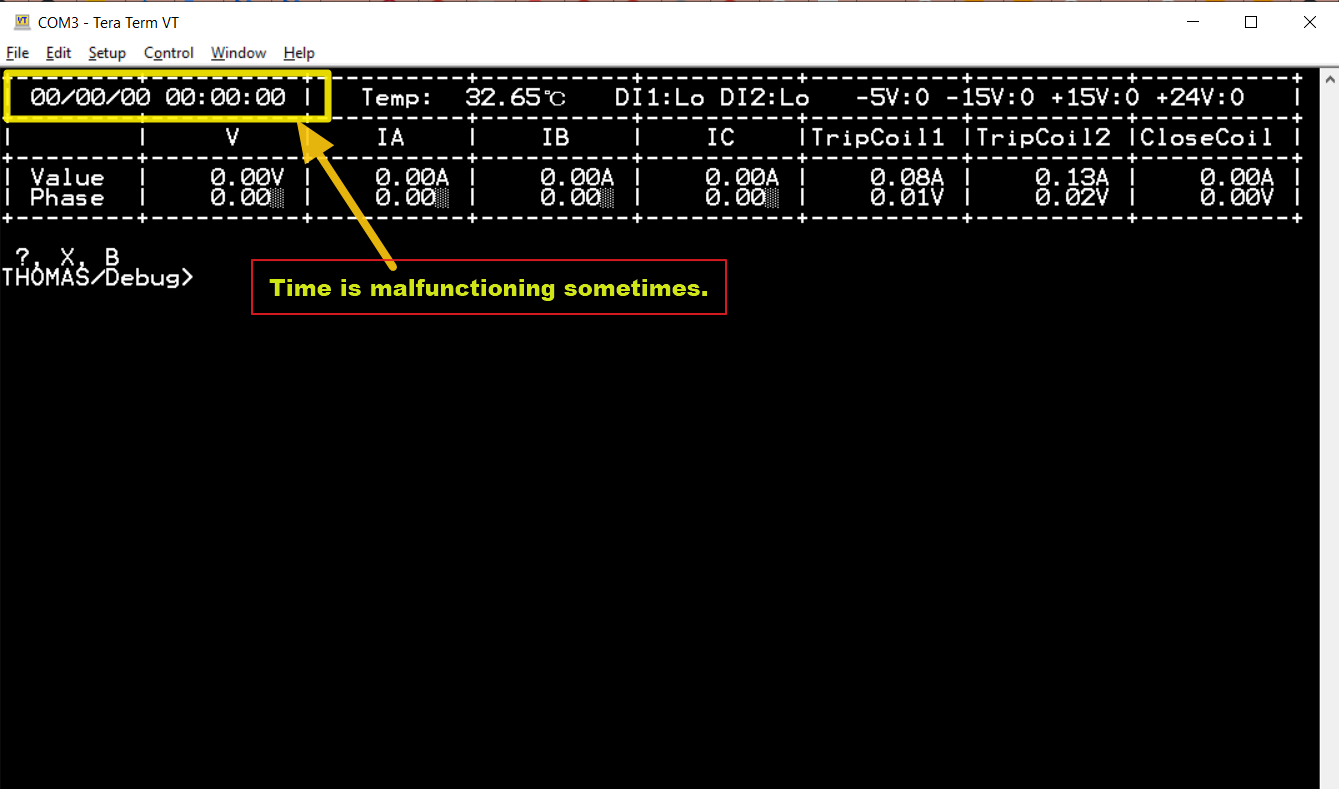 COM3 - Tera Term VT
File Edit Setup Control Window Help
00/00/00 00:00:00 | Temp: 32.65℃ DI1:Lo DI2:Lo -5V:0 -15V:0 +15V:0 +24V:0 |
| | V | IA | IB | IC |TripCoil1 |TripCoil2 |CloseCoil |
| Value | 0.00V | 0.00A | 0.00A | 0.00A | 0.08A | 0.13A | 0.00A |
| Phase | 0.00▒ | 0.00▒ | 0.00▒ | 0.00▒ | 0.01V | 0.02V | 0.00V |
?, X, B
THOMAS/Debug>
Time is malfunctioning sometimes.